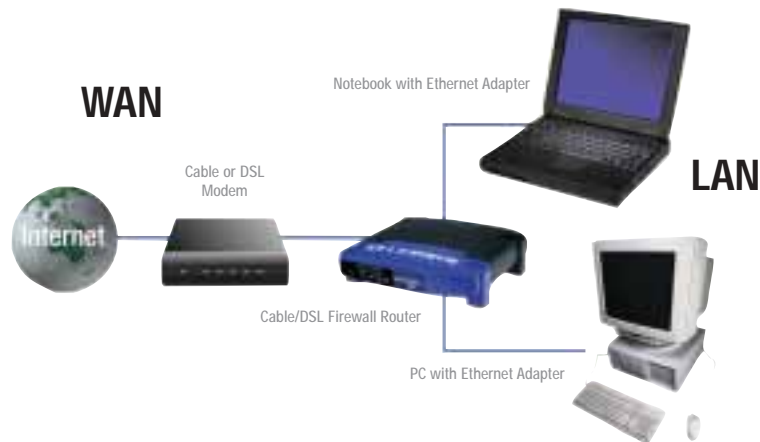 Notebook with Ethernet Adapter
WAN
Cable or DSL
Modem
LAN
Internet
Cable/DSL Firewall Router
PC with Ethernet Adapter